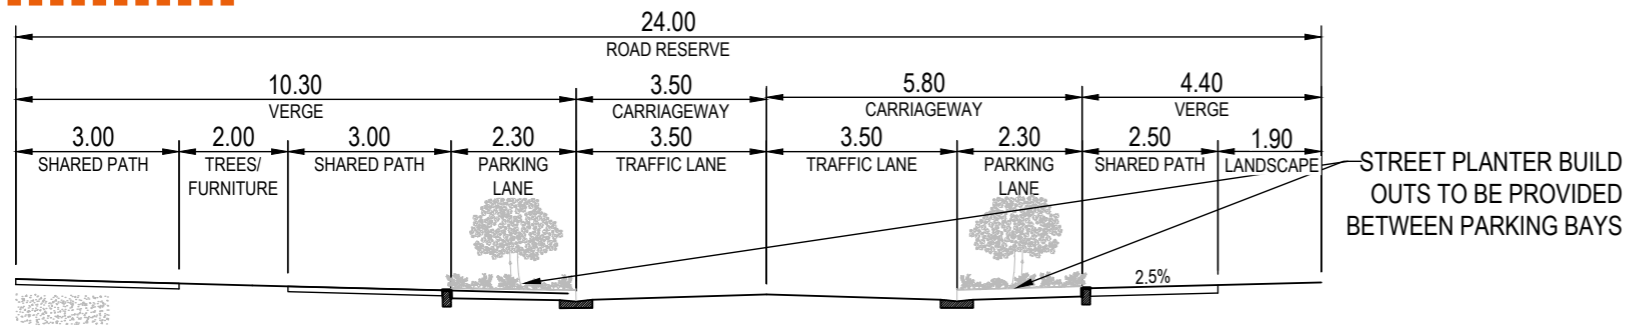 24.00
ROAD RESERVE
10.30
VERGE
3.50
CARRIAGEWAY
5.80
CARRIAGEWAY
4.40
VERGE
3.00
SHARED PATH
2.00
TREES/
FURNITURE
3.00
SHARED PATH
2.30
PARKING
LANE
3.50
TRAFFIC LANE
3.50
TRAFFIC LANE
2.30
PARKING
LANE
2.50
SHARED PATH
1.90
LANDSCAPE
STREET PLANTER BUILD
OUTS TO BE PROVIDED
BETWEEN PARKING BAYS
2.5%